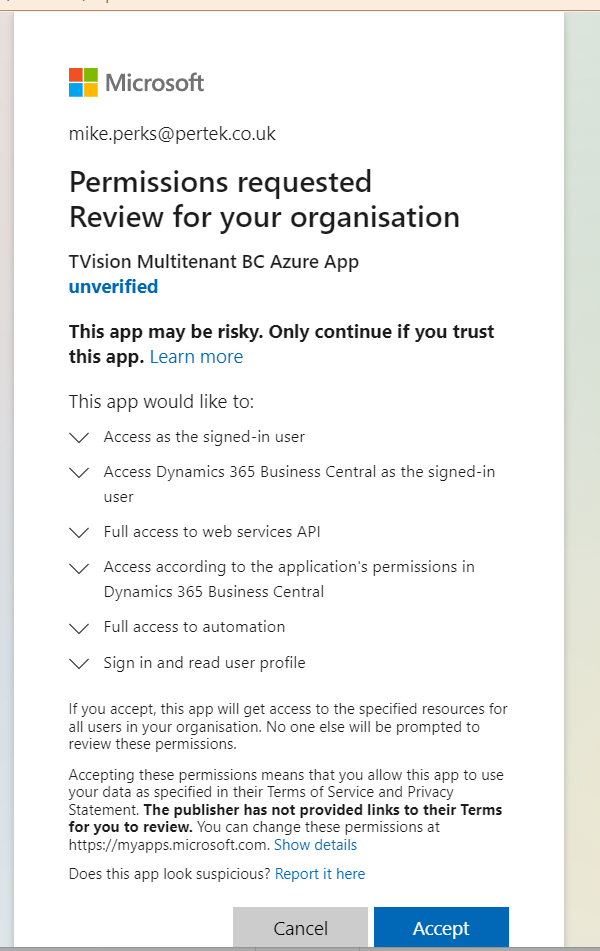 Microsoft
mike.perks@pertek.co.uk
Permissions requested
Review for your organisation
TVision Multitenant BC Azure App
unverified
This app may be risky. Only continue if you trust
this app. Learn more
This app would like to:
Access as the signed-in user
Access Dynamics 365 Business Central as the signed-in
user
Full access to web services API
Access according to the application's permissions in
Dynamics 365 Business Central
Full access to automation
Sign in and read user profile
If you accept, this app will get access to the specified resources for
all users in your organisation. No one else will be prompted to
review these permissions.
Accepting these permissions means that you allow this app to use
your data as specified in their Terms of Service and Privacy
Statement. The publisher has not provided links to their Terms
for you to review. You can change these permissions at
https://myapps.microsoft.com. Show details
Does this app look suspicious? Report it here
Cancel
Accept